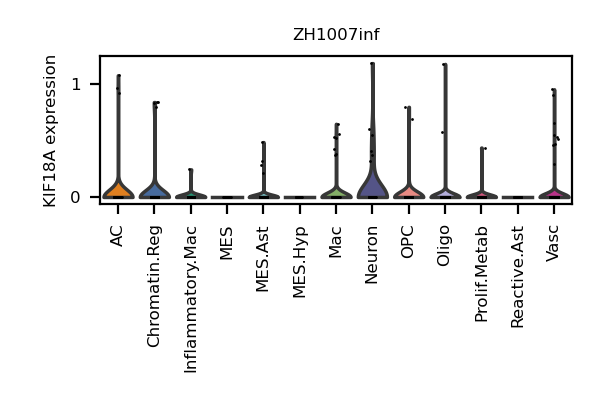 ZH1007inf
KIF18A expression
1
0
AC
Chromatin.Reg
Inflammatory.Mac
MES
MES.Ast
MES.Hyp
Mac
Neuron
OPC
Oligo
Prolif.Metab
Reactive.Ast
Vasc